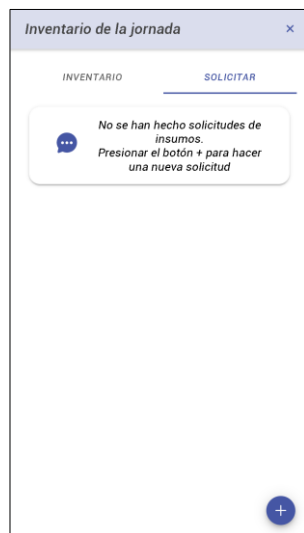 Inventario de la jornada ×
INVENTARIO SOLICITAR
No se han hecho solicitudes de
insumos.
Presionar el botón + para hacer
una nueva solicitud
+